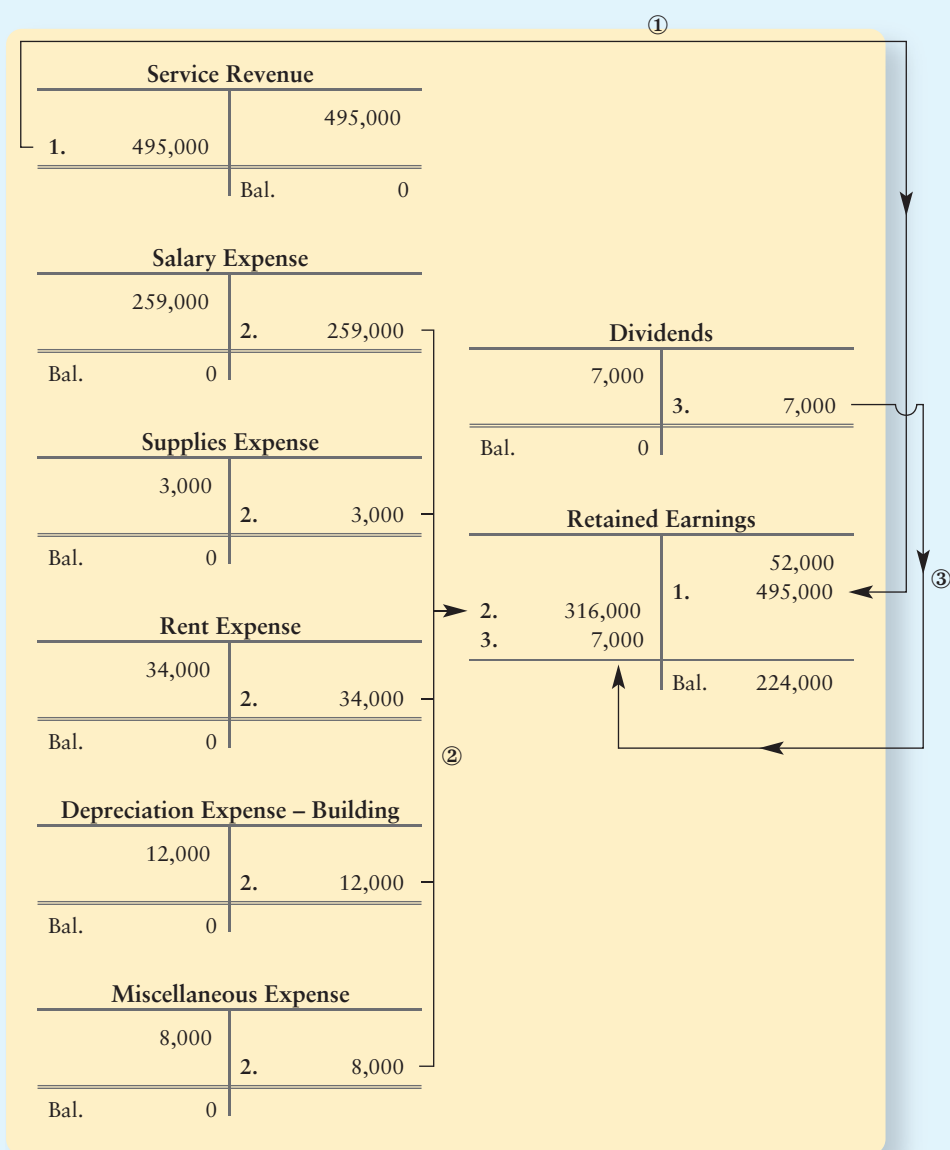 ①
Service Revenue
495,000
1. 495,000
Bal. 0
Salary Expense
259,000
2. 259,000
Bal. 0
Supplies Expense
3,000
2. 3,000
Bal. 0
Rent Expense
34,000
2. 34,000
Bal. 0
②
Depreciation Expense – Building
12,000
2. 12,000
Bal. 0
Miscellaneous Expense
8,000
2. 8,000
Bal. 0
Dividends
7,000
3. 7,000
Bal. 0
Retained Earnings
52,000
1. 495,000
2. 316,000
3. 7,000
Bal. 224,000
③